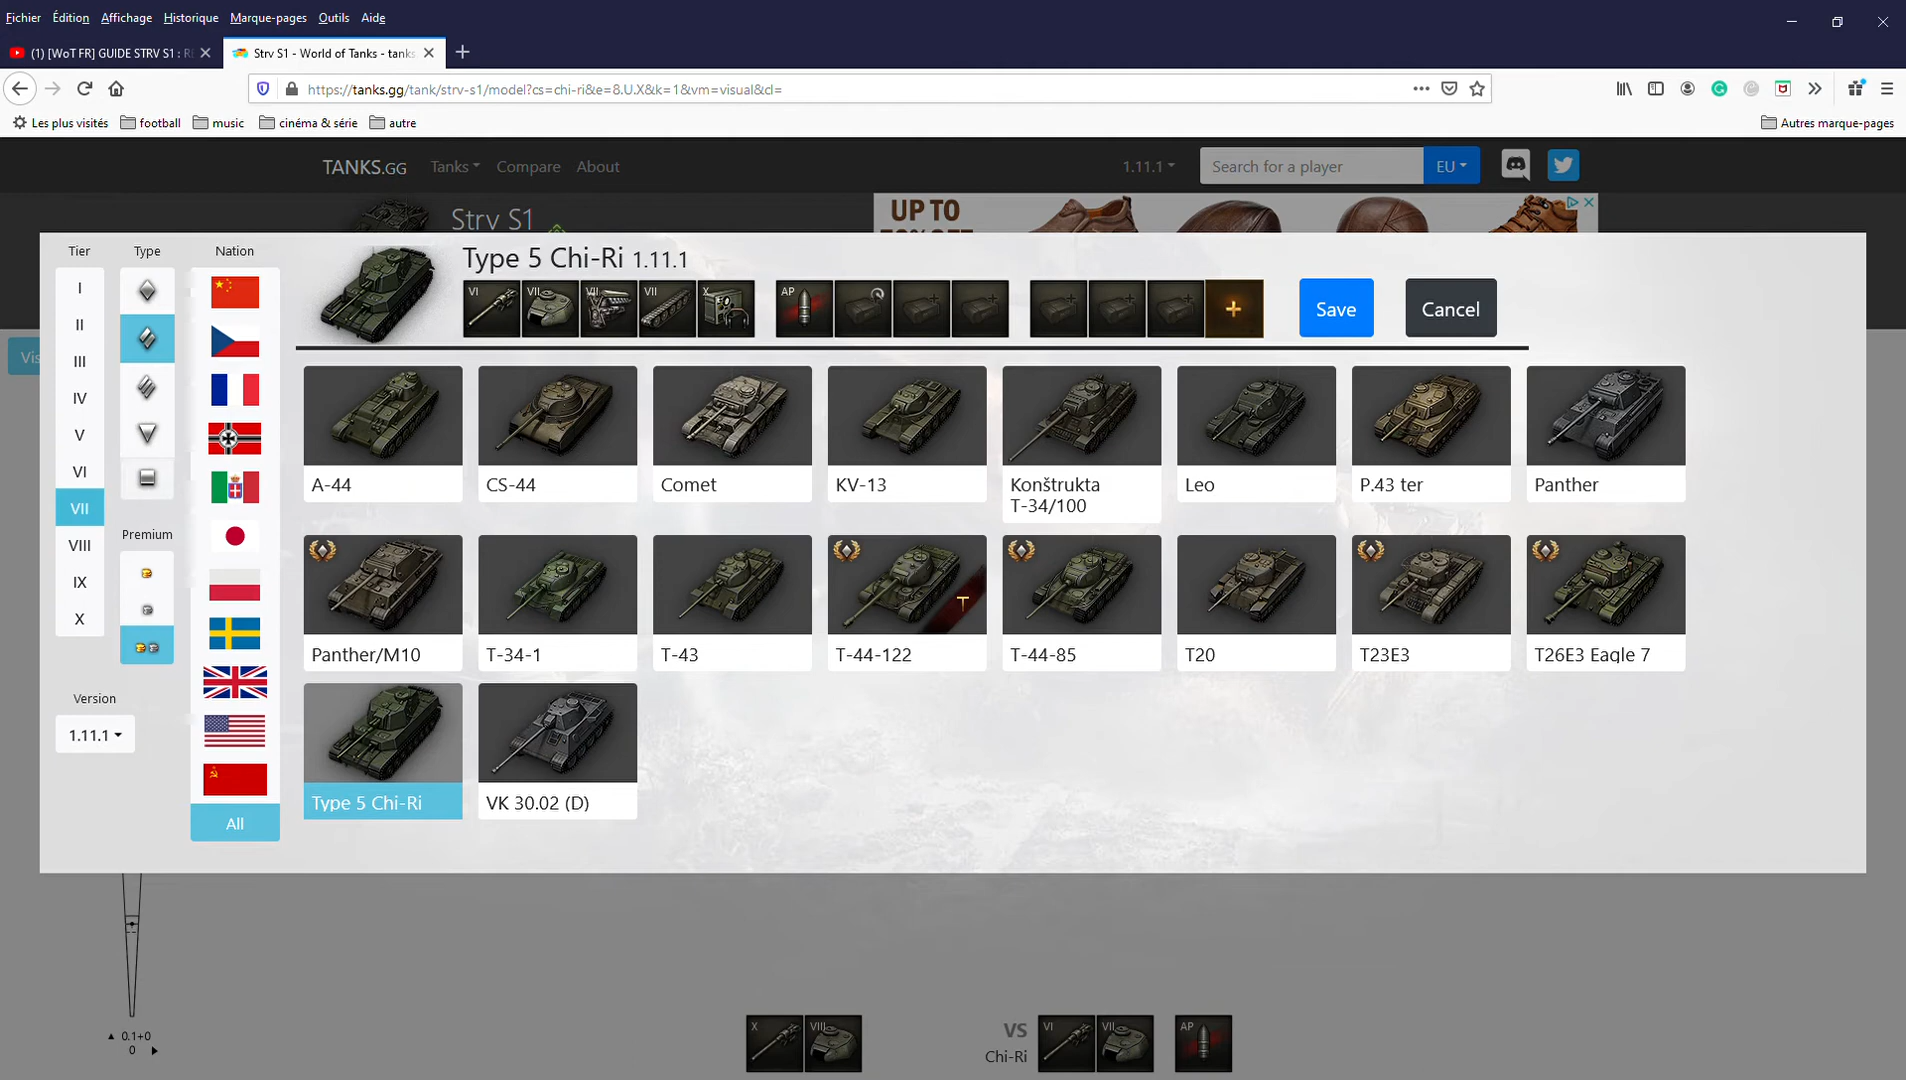 Fichier Édition Affichage Historique Marque-pages Outils Aide
(1) [WoT FR] GUIDE STRV S1 : RE
Strv S1 - World of Tanks - tanks
https://tanks.gg/tank/strv-s1/model?cs=chi-ri&e=8.U.X&k=1&vm=visual&cl=
Les plus visités football music cinéma & série autre Autres marque-pages
TANKS.GG Tanks Compare About 1.11.1 Search for a player EU
Strv S1
UP TO
Vis
Tier Type Nation
Type 5 Chi-Ri 1.11.1
I
II
III
IV
V
VI
VII
VIII
IX
X
Premium
Version
1.11.1
All
VI VII VII VII X AP
Save Cancel
A-44 CS-44 Comet KV-13 Konštrukta T-34/100 Leo P.43 ter Panther
T
Panther/M10 T-34-1 T-43 T-44-122 T-44-85 T20 T23E3 T26E3 Eagle 7
Type 5 Chi-Ri VK 30.02 (D)
0.1+0
0
X VIII VS VI VII AP
Chi-Ri